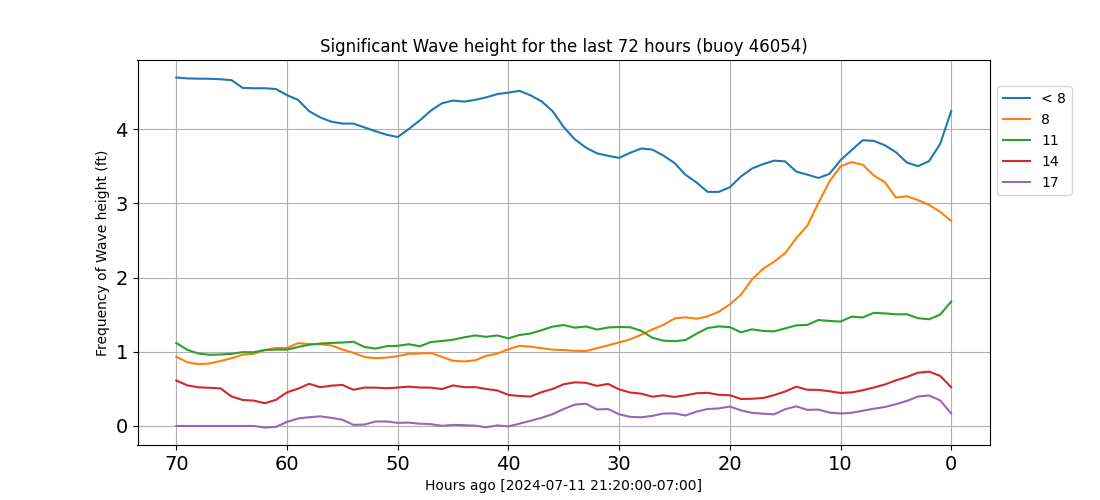 Significant Wave height for the last 72 hours (buoy 46054)
Frequency of Wave height (ft)
4
3
2
1
0
70 60 50 40 30 20 10 0
Hours ago [2024-07-11 21:20:00-07:00]
< 8
8
11
14
17